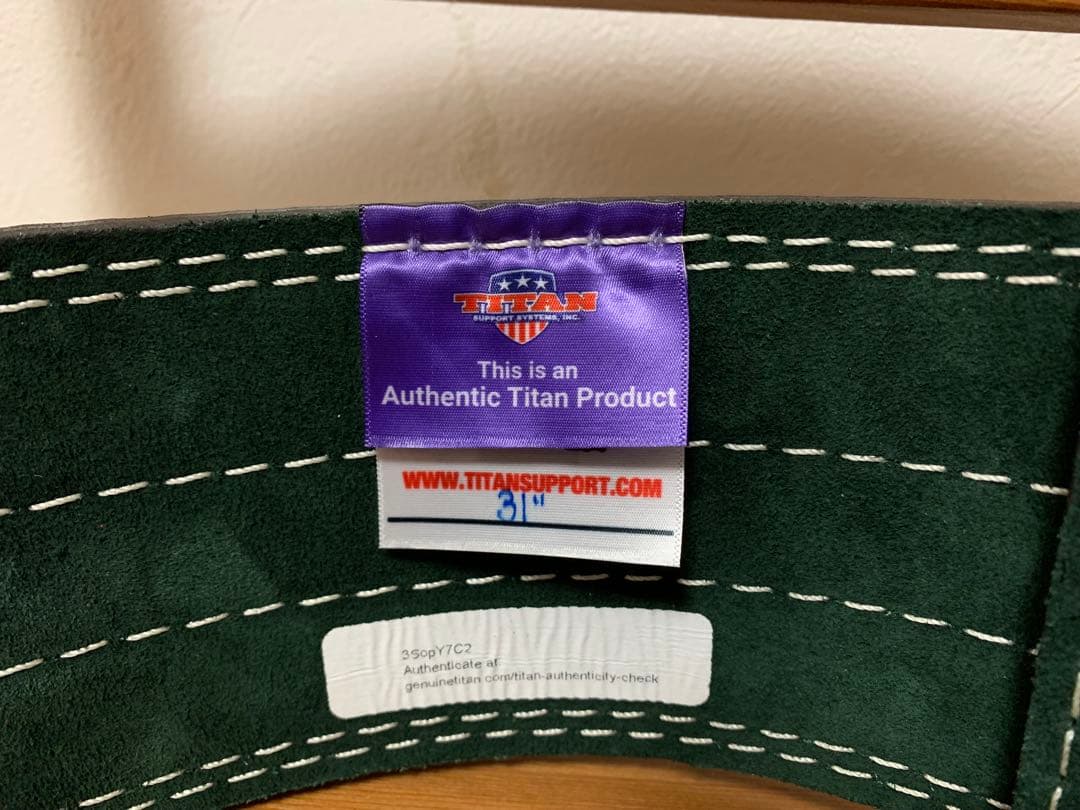 TITAN
SUPPORT SYSTEMS, INC.
This is an
Authentic Titan Product
WWW.TITANSUPPORT.COM
31"
3SopY7C2
Authenticate at
genuinetitan.com/titan-authenticity-check